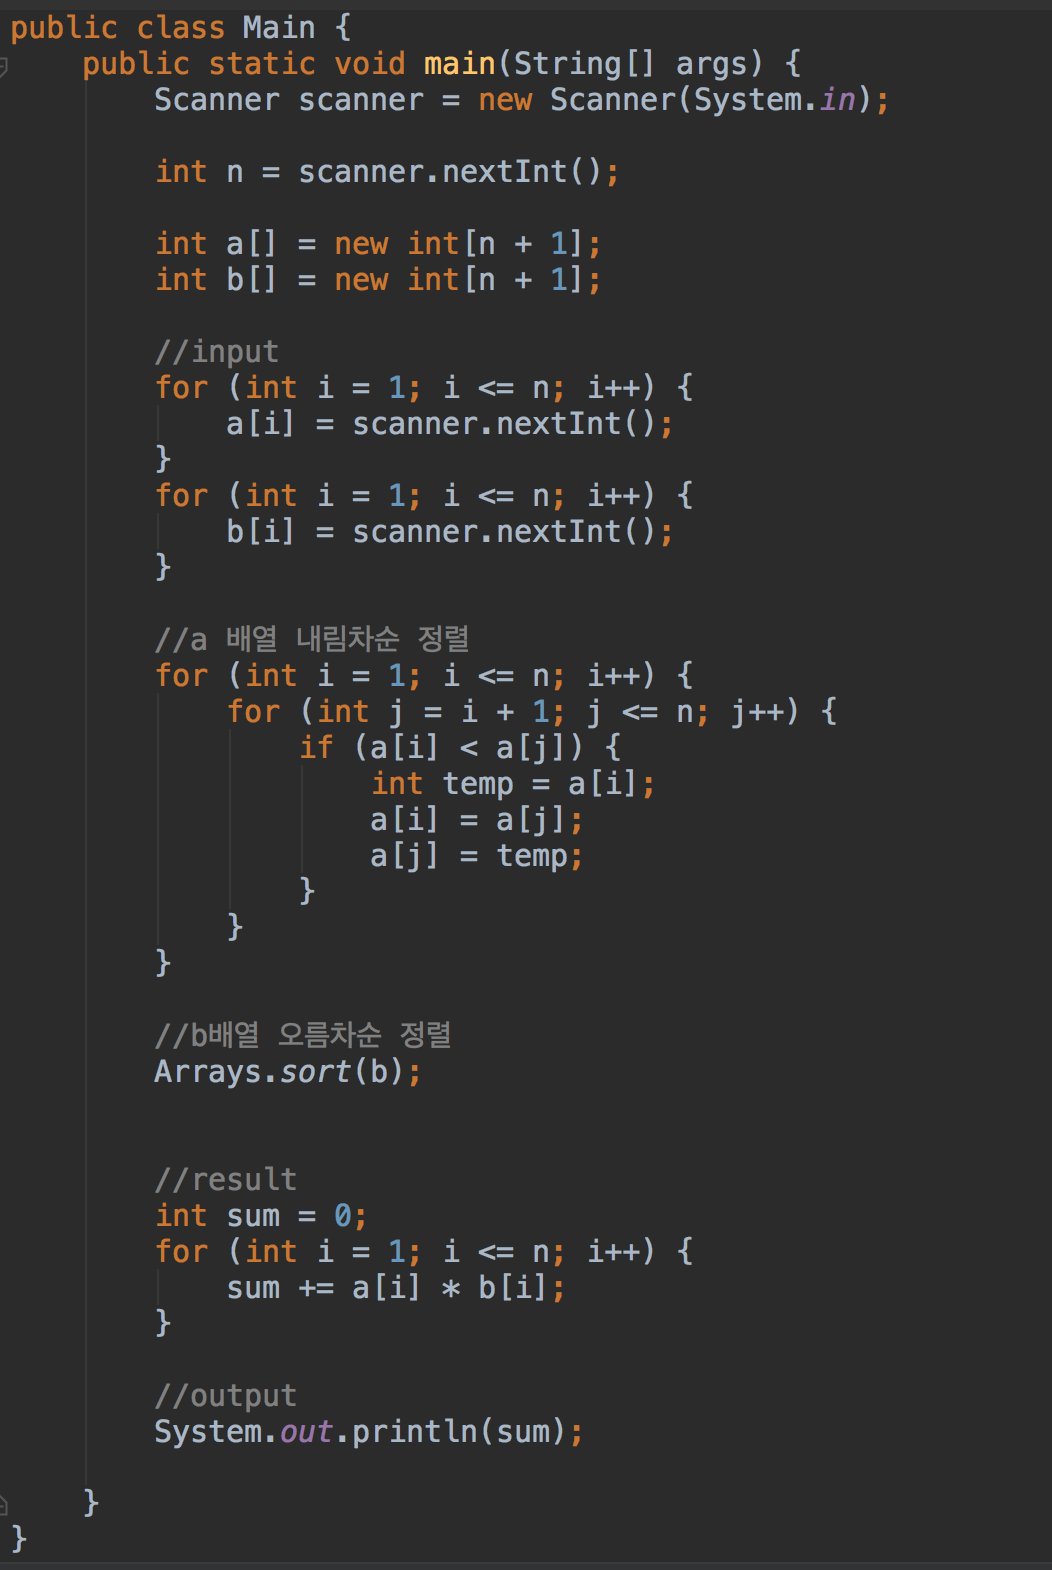 public class Main {
    public static void main(String[] args) {
        Scanner scanner = new Scanner(System.in);

        int n = scanner.nextInt();

        int a[] = new int[n + 1];
        int b[] = new int[n + 1];

        //input
        for (int i = 1; i <= n; i++) {
            a[i] = scanner.nextInt();
        }
        for (int i = 1; i <= n; i++) {
            b[i] = scanner.nextInt();
        }

        //a 배열 내림차순 정렬
        for (int i = 1; i <= n; i++) {
            for (int j = i + 1; j <= n; j++) {
                if (a[i] < a[j]) {
                    int temp = a[i];
                    a[i] = a[j];
                    a[j] = temp;
                }
            }
        }

        //b배열 오름차순 정렬
        Arrays.sort(b);


        //result
        int sum = 0;
        for (int i = 1; i <= n; i++) {
            sum += a[i] * b[i];
        }

        //output
        System.out.println(sum);

    }
}